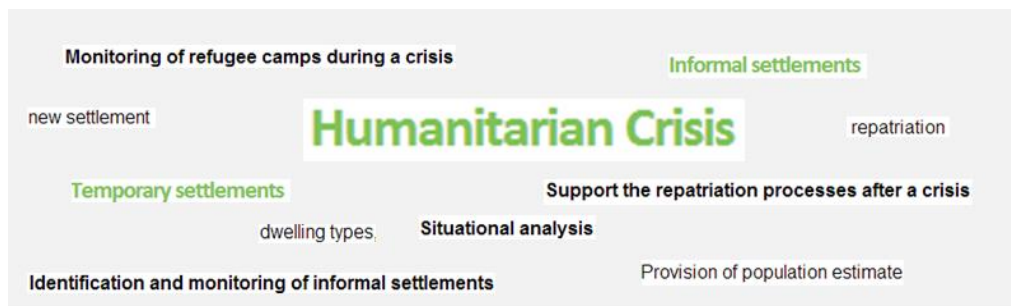 Monitoring of refugee camps during a crisis
Informal settlements
new settlement
Humanitarian Crisis
repatriation
Temporary settlements
Support the repatriation processes after a crisis
dwelling types,
Situational analysis
Identification and monitoring of informal settlements
Provision of population estimate